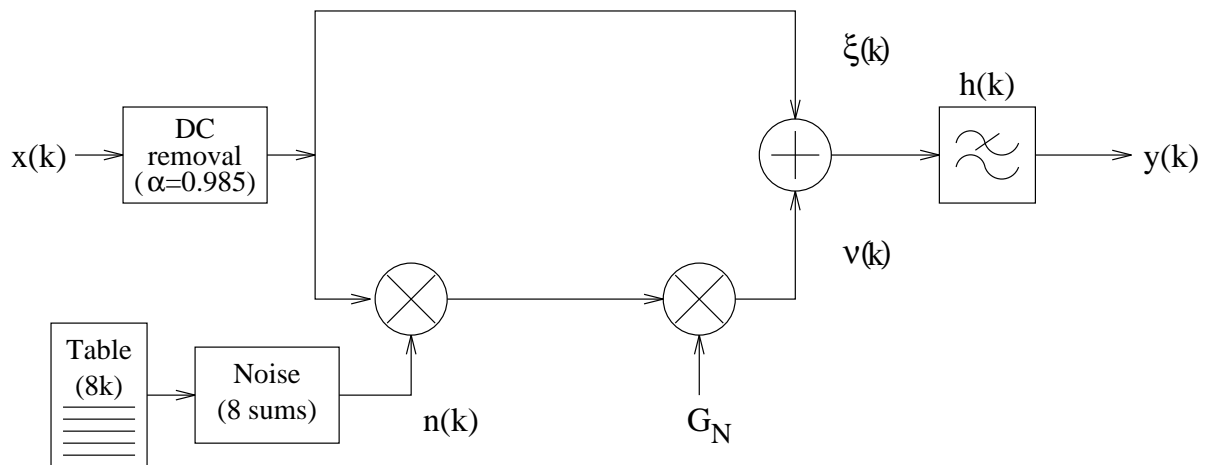 ξ(k)
h(k)
x(k)
DC
removal
(α=0.985)
y(k)
ν(k)
Table
(8k)
Noise
(8 sums)
n(k)
G_N